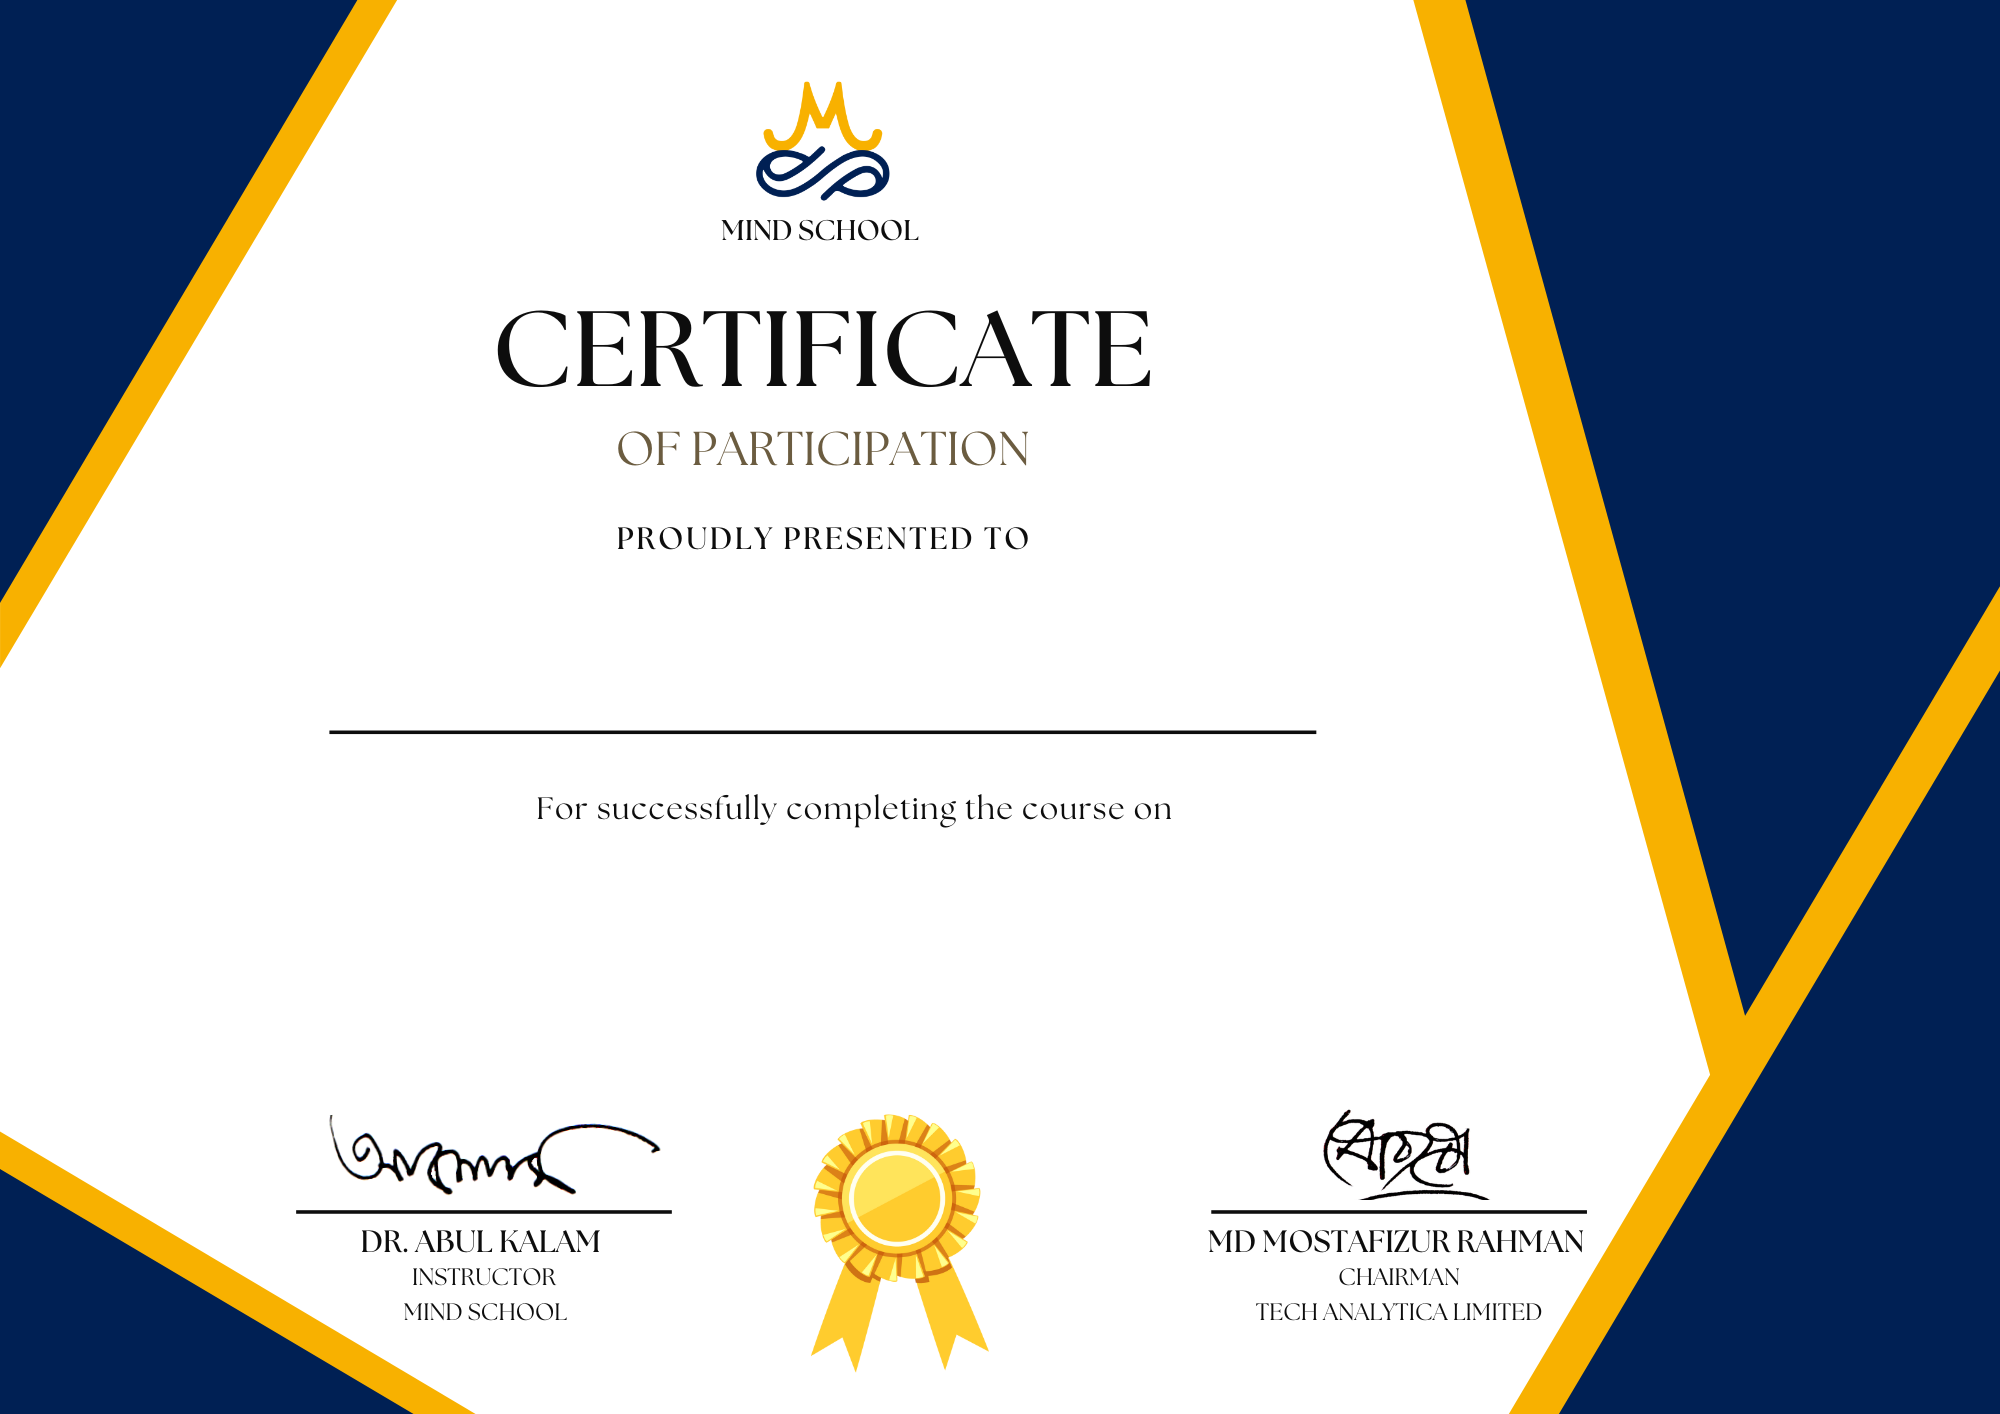 MIND SCHOOL
CERTIFICATE
OF PARTICIPATION
PROUDLY PRESENTED TO
For successfully completing the course on
DR. ABUL KALAM
INSTRUCTOR
MIND SCHOOL
MD MOSTAFIZUR RAHMAN
CHAIRMAN
TECH ANALYTICA LIMITED